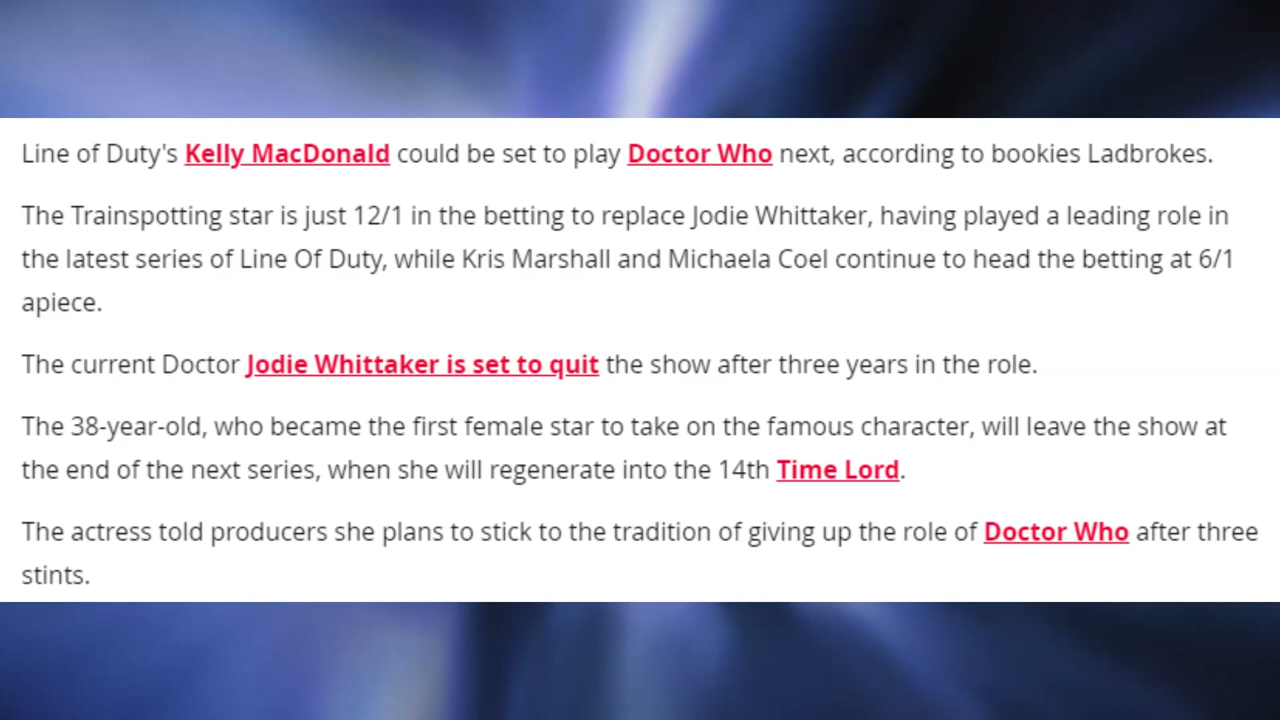 Line of Duty's Kelly MacDonald could be set to play Doctor Who next, according to bookies Ladbrokes.
The Trainspotting star is just 12/1 in the betting to replace Jodie Whittaker, having played a leading role in
the latest series of Line Of Duty, while Kris Marshall and Michaela Coel continue to head the betting at 6/1
apiece.
The current Doctor Jodie Whittaker is set to quit the show after three years in the role.
The 38-year-old, who became the first female star to take on the famous character, will leave the show at
the end of the next series, when she will regenerate into the 14th Time Lord.
The actress told producers she plans to stick to the tradition of giving up the role of Doctor Who after three
stints.